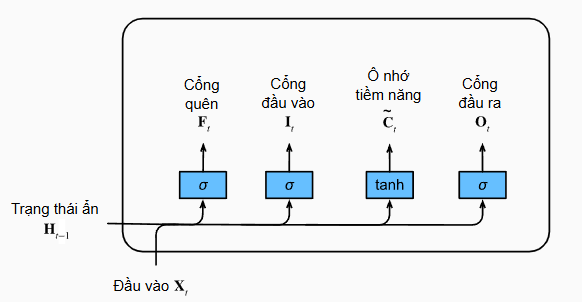 Cổng
quên
Fₜ
Cổng
đầu vào
Iₜ
Ô nhớ
tiềm năng
C̃ₜ
Cổng
đầu ra
Oₜ
σ
σ
tanh
σ
Trạng thái ẩn
Hₜ₋₁
Đầu vào Xₜ